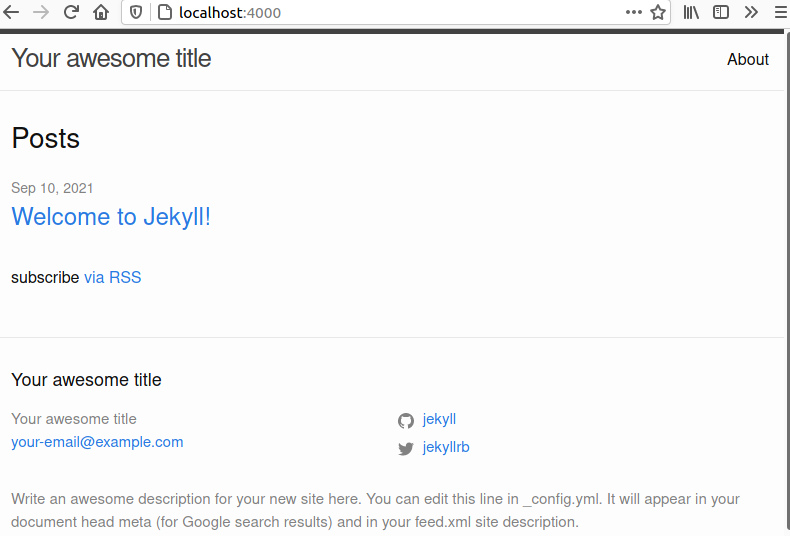 localhost:4000
Your awesome title
About
Posts
Sep 10, 2021
Welcome to Jekyll!
subscribe via RSS
Your awesome title
Your awesome title
your-email@example.com
jekyll
jekyllrb
Write an awesome description for your new site here. You can edit this line in _config.yml. It will appear in your
document head meta (for Google search results) and in your feed.xml site description.